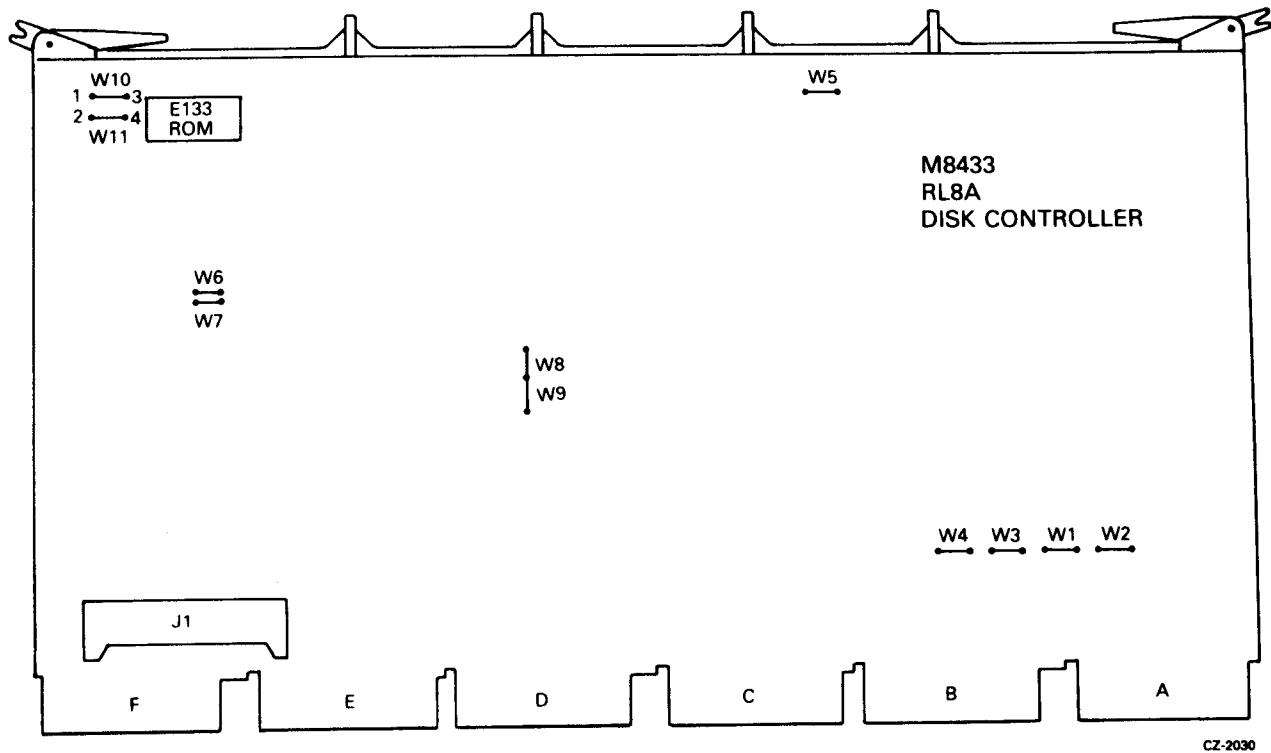 W10
1 3
2 4
W11
E133
ROM
W5
M8433
RL8A
DISK CONTROLLER
W6
W7
W8
W9
W4 W3 W1 W2
J1
F E D C B A
CZ-2030